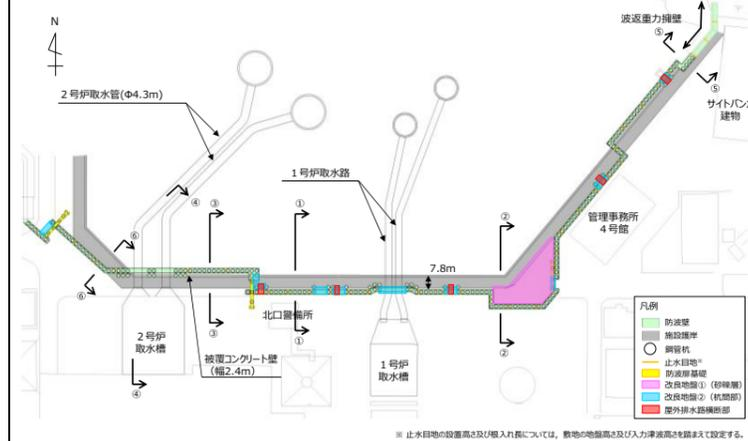 N
波返重力擁壁
⑤
⑤
サイトバンカ
建物
2号炉取水管(Φ4.3m)
1号炉取水路
④
③
①
②
⑥
管理事務所
4号館
7.8m
⑥
③
北口警備所
①
②
2号炉
取水槽
被覆コンクリート壁
(幅2.4m)
1号炉
取水槽
④
凡例
防波壁
施設護岸
鋼管杭
止水目地※
防波扉基礎
改良地盤①（砂礫層）
改良地盤②（杭間部）
屋外排水路横断部
※ 止水目地の設置高さ及び根入れ長については，敷地の地盤高さ及び入力津波高さを踏まえて設定する。